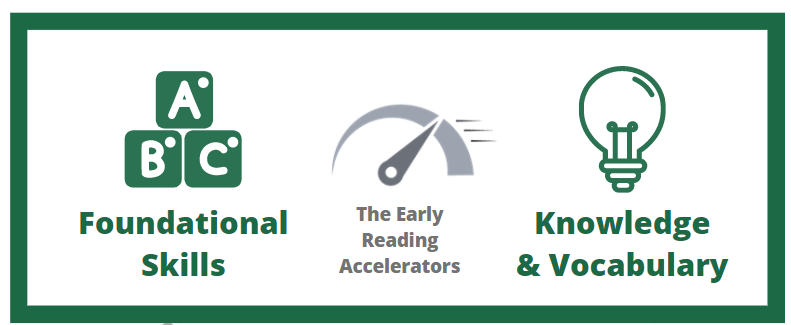 A
B C
Foundational
Skills
The Early
Reading
Accelerators
Knowledge
& Vocabulary